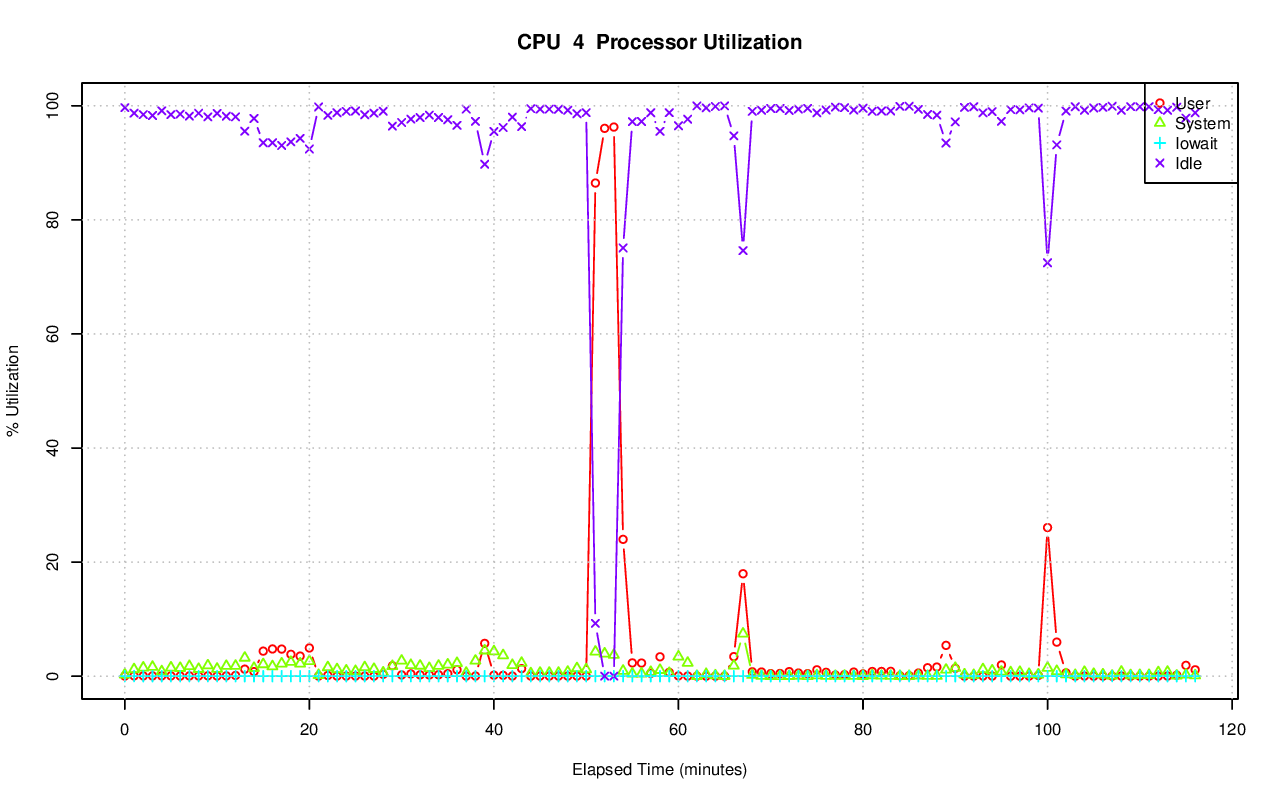 CPU  4  Processor Utilization
% Utilization
100
80
60
40
20
0
User
System
Iowait
Idle
0 20 40 60 80 100 120
Elapsed Time (minutes)